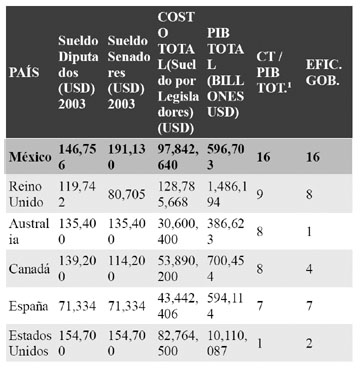 PAÍS Sueldo Diputados (USD) 2003 Sueldo Senadores (USD) 2003 COSTO TOTAL(Sueldo por Legisladores) (USD) PIB TOTAL (BILLONES USD) CT / PIB TOT.¹ EFIC. GOB.
México 146,756 191,130 97,842,640 596,703 16 16
Reino Unido 119,742 80,705 128,785,668 1,486,194 9 8
Australia 135,400 135,400 30,600,400 386,623 8 1
Canadá 139,200 114,200 53,890,200 700,454 8 4
España 71,334 71,334 43,442,406 594,114 7 7
Estados Unidos 154,700 154,700 82,764,500 10,110,087 1 2